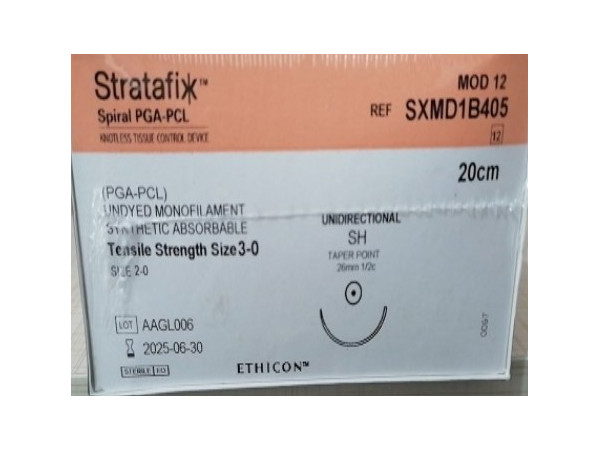 Stratafix™
MOD 12
Spiral PGA-PCL
REF SXMD1B405
KNOTLESS TISSUE CONTROL DEVICE
12
20cm
(PGA-PCL)
UNDYED MONOFILAMENT
SYNTHETIC ABSORBABLE
Tensile Strength Size 3-0
SIZE 2-0
UNIDIRECTIONAL
SH
TAPER POINT
26mm 1/2c
LOT AAGL006
2025-06-30
STERILE EO
ETHICON™
0097